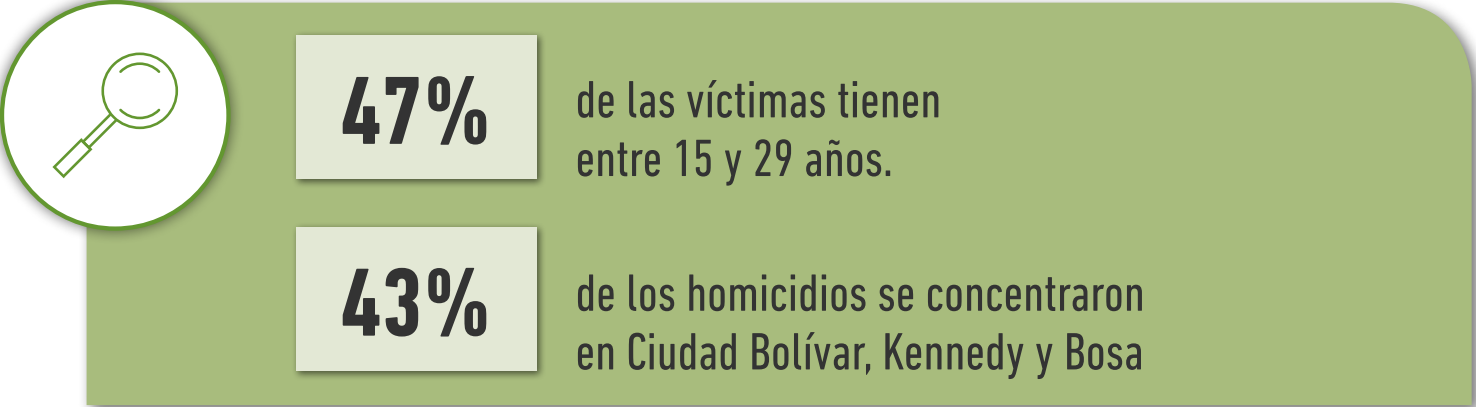 47%
de las víctimas tienen
entre 15 y 29 años.
43%
de los homicidios se concentraron
en Ciudad Bolívar, Kennedy y Bosa